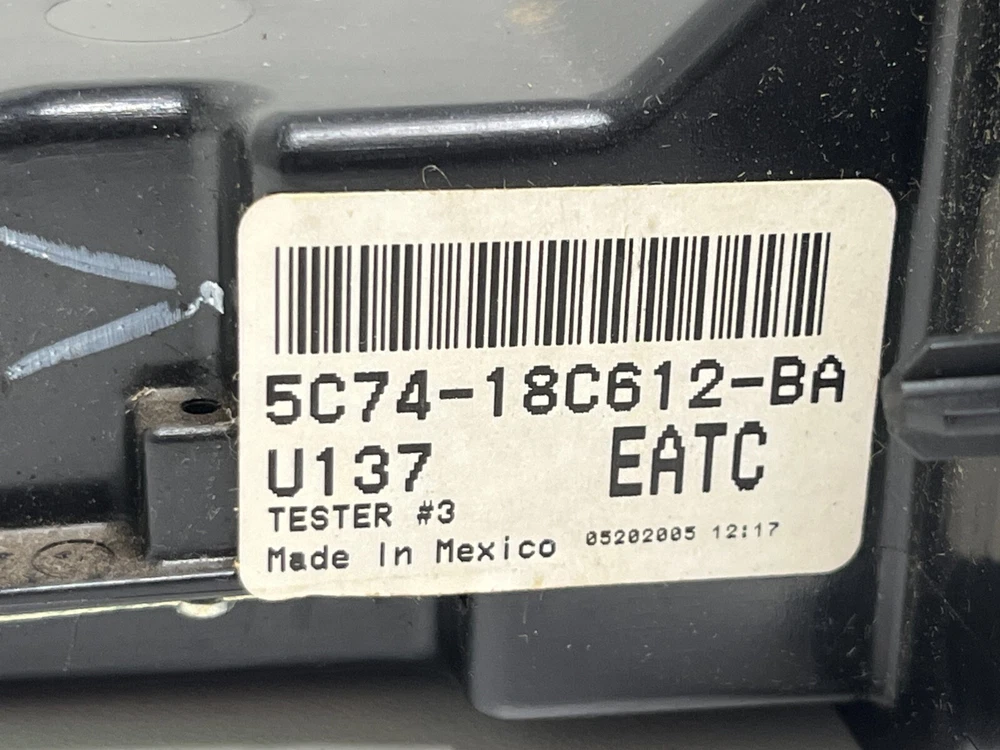 5C74-18C612-BA
U137 EATC
TESTER #3
Made In Mexico 05202005 12:17